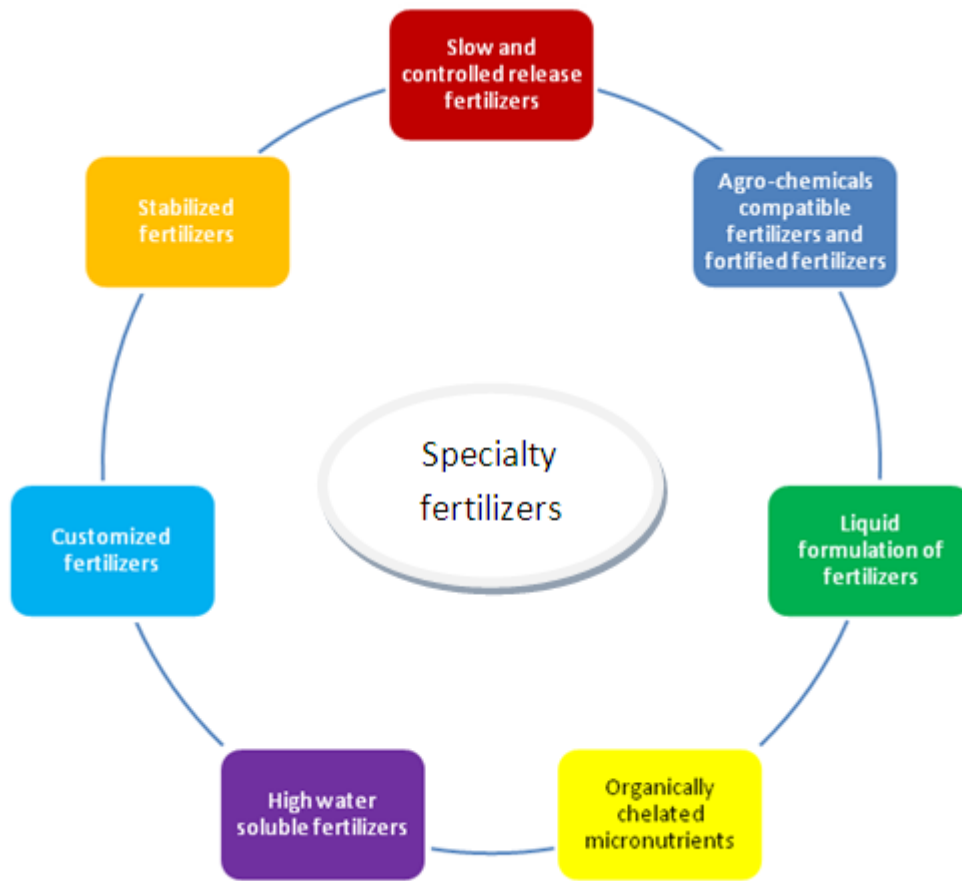 Slow and
controlled release
fertilizers
Agro-chemicals
compatible
fertilizers and
fortified fertilizers
Liquid
formulation of
fertilizers
Organically
chelated
micronutrients
High water
soluble fertilizers
Customized
fertilizers
Stabilized
fertilizers
Specialty
fertilizers